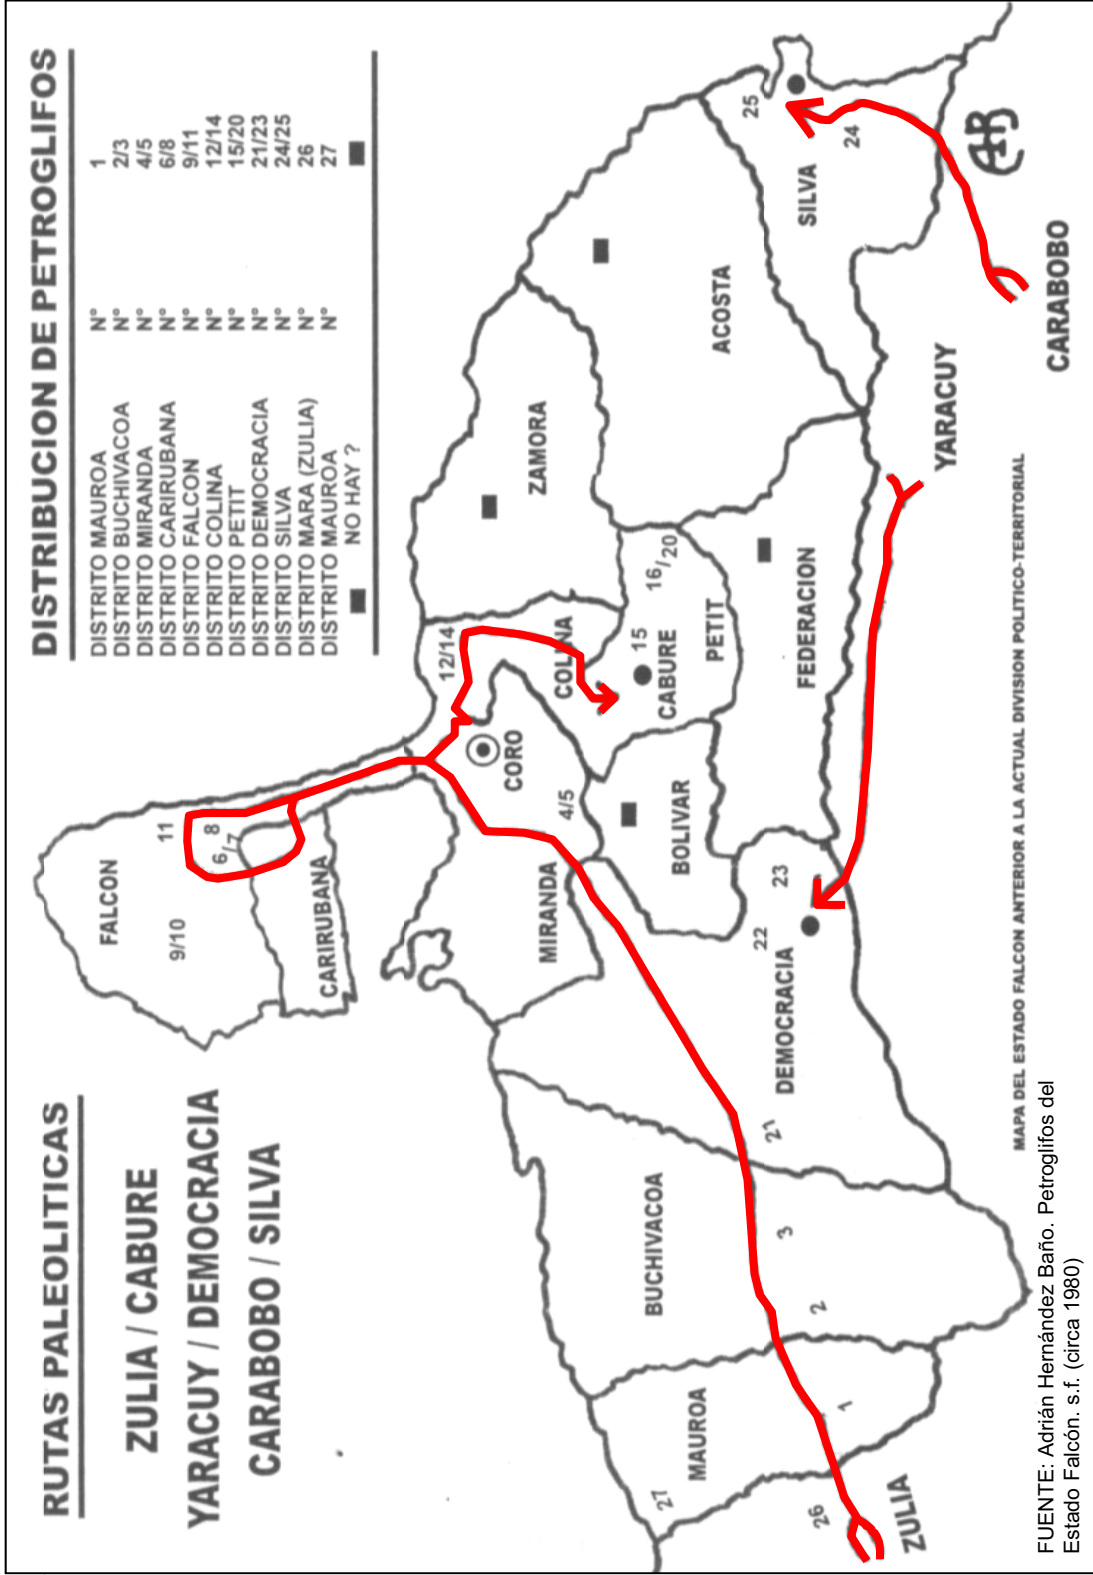 RUTAS PALEOLITICAS
ZULIA / CABURE
YARACUY / DEMOCRACIA
CARABOBO / SILVA
DISTRIBUCION DE PETROGLIFOS
DISTRITO MAUROA N° 1
DISTRITO BUCHIVACOA N° 2/3
DISTRITO MIRANDA N° 4/5
DISTRITO CARIRUBANA N° 6/8
DISTRITO FALCON N° 9/11
DISTRITO COLINA N° 12/14
DISTRITO PETIT N° 15/20
DISTRITO DEMOCRACIA N° 21/23
DISTRITO SILVA N° 24/25
DISTRITO MARA (ZULIA) N° 26
DISTRITO MAUROA N° 27
NO HAY ?
FALCON
11
9/10
8
6/7
CARIRUBANA
12/14
CORO
4/5
MIRANDA
COLINA
ZAMORA
16/20
15
CABURE
PETIT
BOLIVAR
ACOSTA
25
SILVA
24
FEDERACION
23
22
DEMOCRACIA
21
BUCHIVACOA
3
2
MAUROA
1
27
26
ZULIA
YARACUY
CARABOBO
MAPA DEL ESTADO FALCON ANTERIOR A LA ACTUAL DIVISION POLITICO-TERRITORIAL
FUENTE: Adrián Hernández Baño. Petroglifos del
Estado Falcón. s.f. (circa 1980)